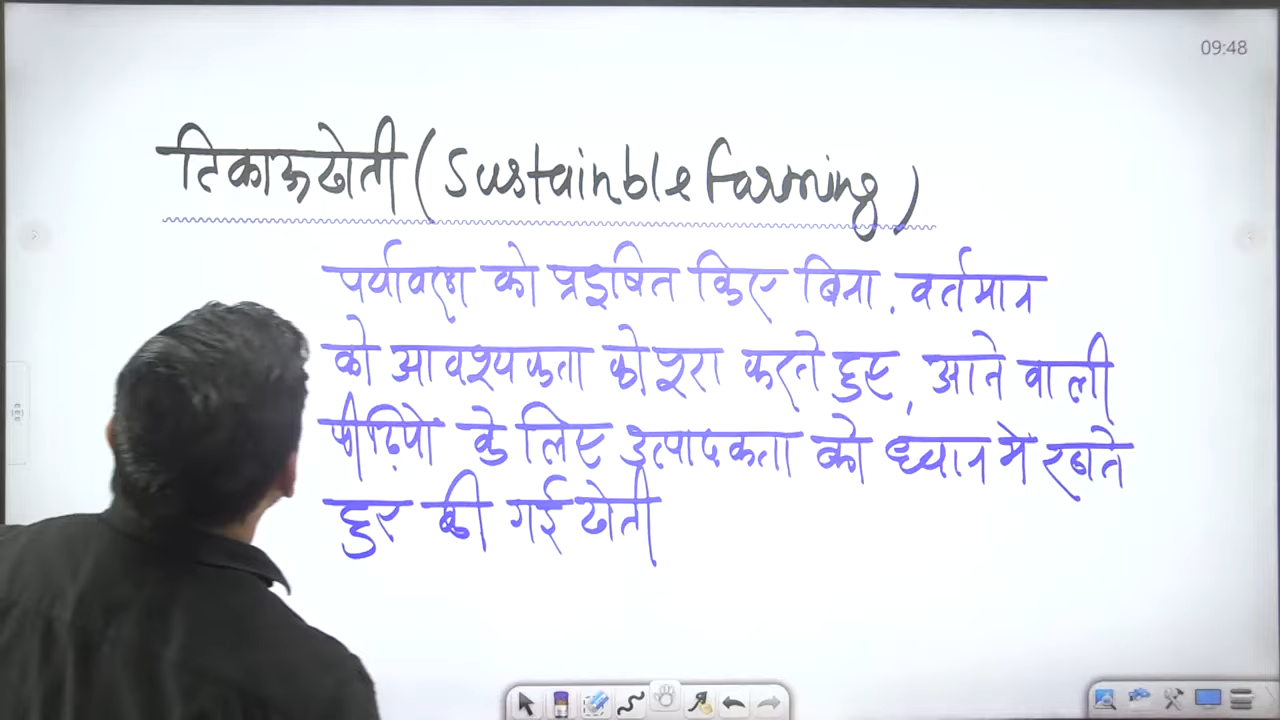 09:48
टिकाऊ खेती (Sustainble farming)
पर्यावरण को प्रदूषित किए बिना, वर्तमान
की आवश्यकता को पूरा करते हुए, आने वाली
पीढ़ियो के लिए उत्पादकता को ध्यान मे रखते
हुए की गई खेती